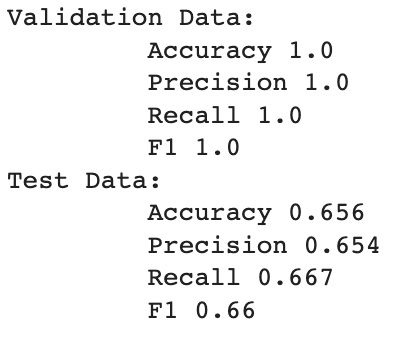 Validation Data:
Accuracy 1.0
Precision 1.0
Recall 1.0
F1 1.0
Test Data:
Accuracy 0.656
Precision 0.654
Recall 0.667
F1 0.66